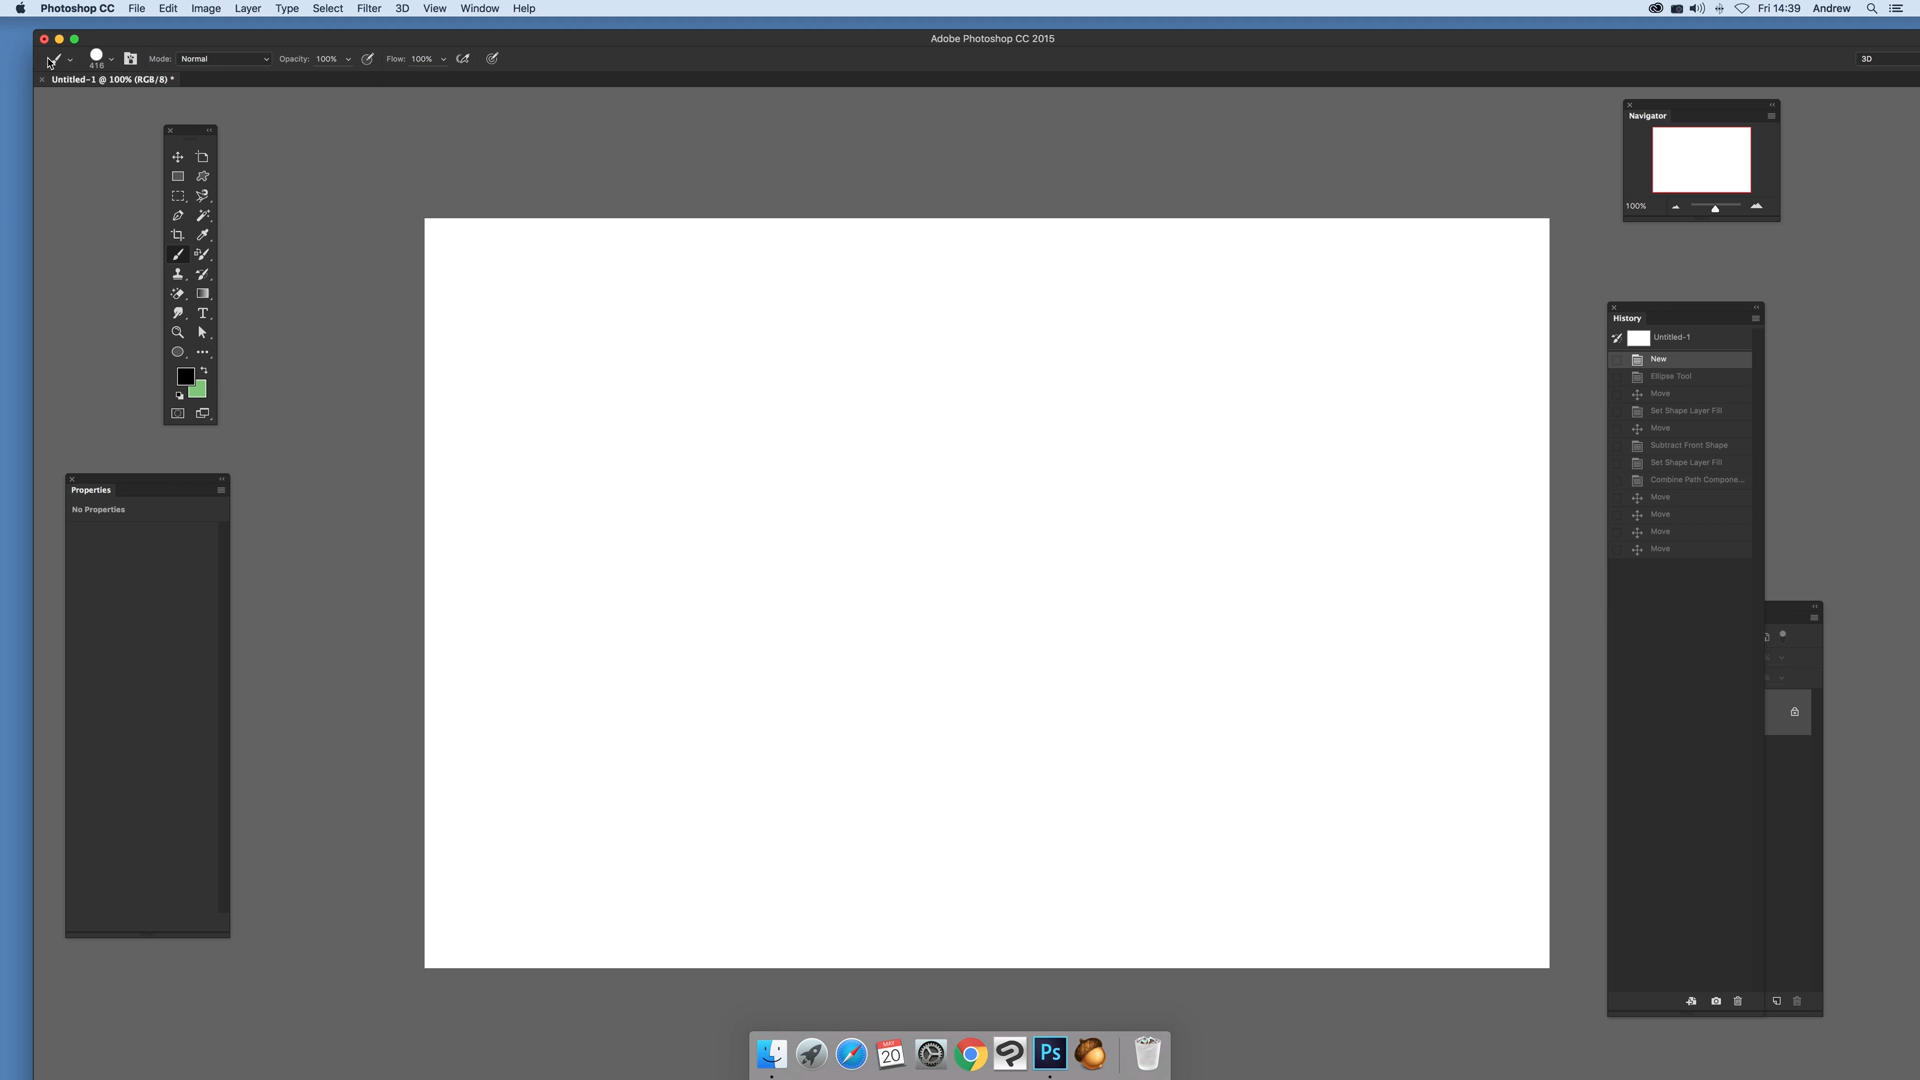 Photoshop CC File Edit Image Layer Type Select Filter 3D View Window Help Fri 14:39 Andrew
Adobe Photoshop CC 2015
416 Mode: Normal Opacity: 100% Flow: 100% 3D
Untitled-1 @ 100% (RGB/8) *
Navigator
100%
History
Untitled-1
New
Ellipse Tool
Move
Set Shape Layer Fill
Move
Subtract Front Shape
Set Shape Layer Fill
Combine Path Compone...
Move
Move
Move
Move
Properties
No Properties
T
%
%
MAY
20
Ps